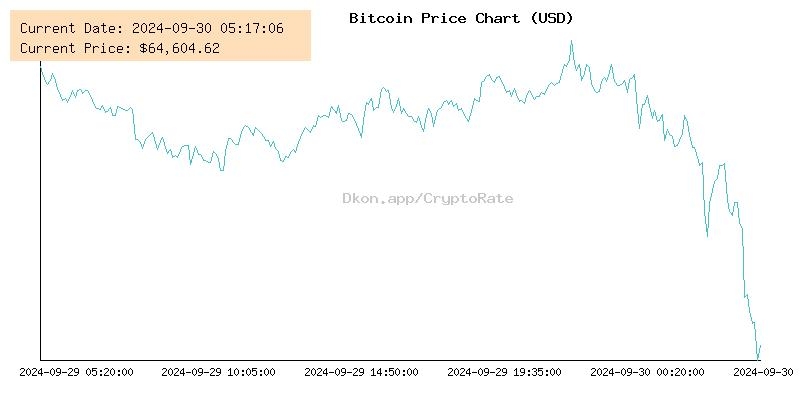 Bitcoin Price Chart (USD)
Current Date: 2024-09-30 05:17:06
Current Price: $64,604.62
Dkon.app/CryptoRate
2024-09-29 05:20:00 2024-09-29 10:05:00 2024-09-29 14:50:00 2024-09-29 19:35:00 2024-09-30 00:20:00 2024-09-30